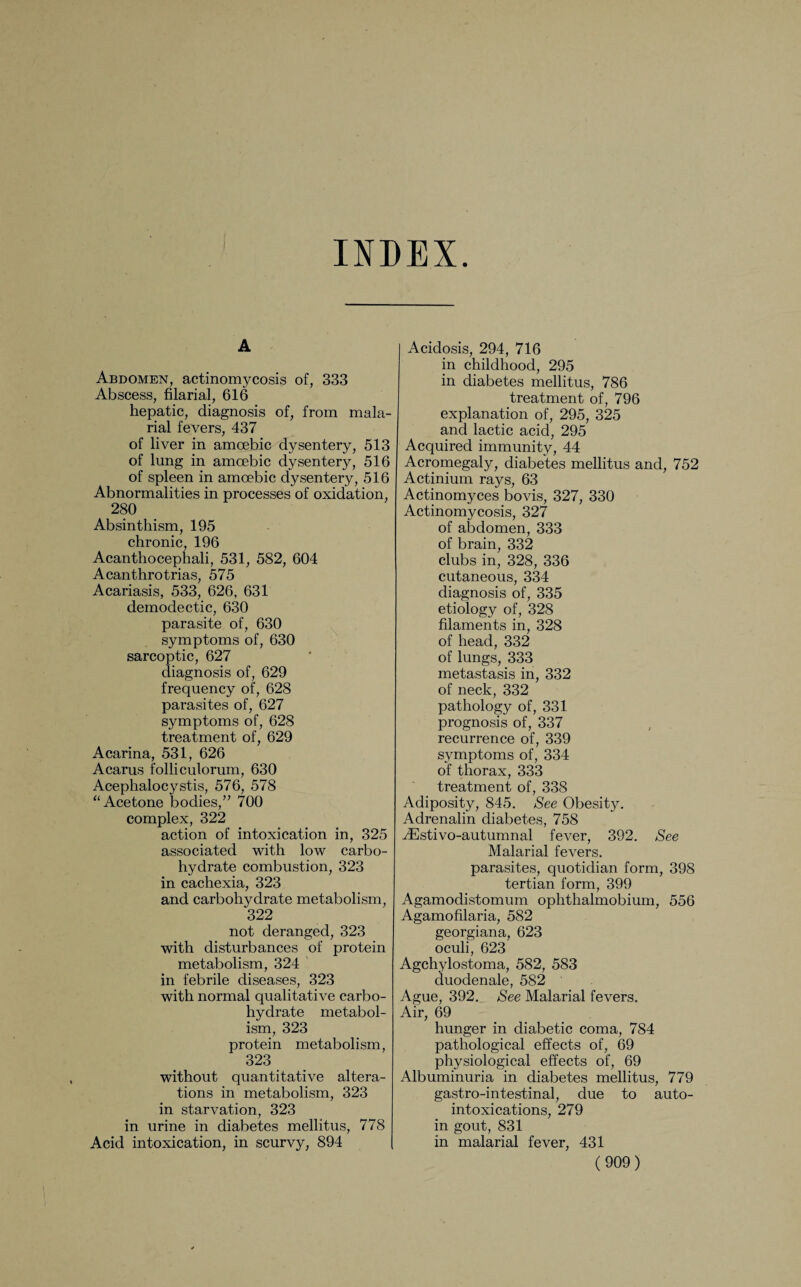 INDEX.
A
Abdomen, actinomycosis of, 333
Abscess, filarial, 616
hepatic, diagnosis of, from mala-
rial fevers, 437
of liver in amœbic dysentery, 513
of lung in amœbic dysentery, 516
of spleen in amœbic dysentery, 516
Abnormalities in processes of oxidation,
280
Absinthism, 195
chronic, 196
Acanthocephali, 531, 582, 604
Acanthrotrias, 575
Acariasis, 533, 626, 631
demodectic, 630
parasite of, 630
symptoms of, 630
sarcoptic, 627
diagnosis of, 629
frequency of, 628
parasites of, 627
symptoms of, 628
treatment of, 629
Acarina, 531, 626
Acarus folliculorum, 630
Acephalocystis, 576, 578
“Acetone bodies,” 700
complex, 322
action of intoxication in, 325
associated with low carbo-
hydrate combustion, 323
in cachexia, 323
and carbohydrate metabolism,
322
not deranged, 323
with disturbances of protein
metabolism, 324
in febrile diseases, 323
with normal qualitative carbo-
hydrate metabol-
ism, 323
protein metabolism,
323
without quantitative altera-
tions in metabolism, 323
in starvation, 323
in urine in diabetes mellitus, 778
Acid intoxication, in scurvy, 894
Acidosis, 294, 716
in childhood, 295
in diabetes mellitus, 786
treatment of, 796
explanation of, 295, 325
and lactic acid, 295
Acquired immunity, 44
Acromegaly, diabetes mellitus and, 752
Actinium rays, 63
Actinomyces bovis, 327, 330
Actinomycosis, 327
of abdomen, 333
of brain, 332
clubs in, 328, 336
cutaneous, 334
diagnosis of, 335
etiology of, 328
filaments in, 328
of head, 332
of lungs, 333
metastasis in, 332
of neck, 332
pathology of, 331
prognosis of, 337
recurrence of, 339
symptoms of, 334
of thorax, 333
treatment of, 338
Adiposity, 845. See Obesity.
Adrenalin diabetes, 758
Æstivo-autumnal fever, 392. See
Malarial fevers.
parasites, quotidian form, 398
tertian form, 399
Agamodistomum ophthalmobium, 556
Agamofilaria, 582
georgiana, 623
oculi, 623
Agchylostoma, 582, 583
duodenale, 582
Ague, 392. See Malarial fevers.
Air, 69
hunger in diabetic coma, 784
pathological effects of, 69
physiological effects of, 69
Albuminuria in diabetes mellitus, 779
gastro-intestinal, due to auto-
intoxications, 279
in gout, 831
in malarial fever, 431
(909)